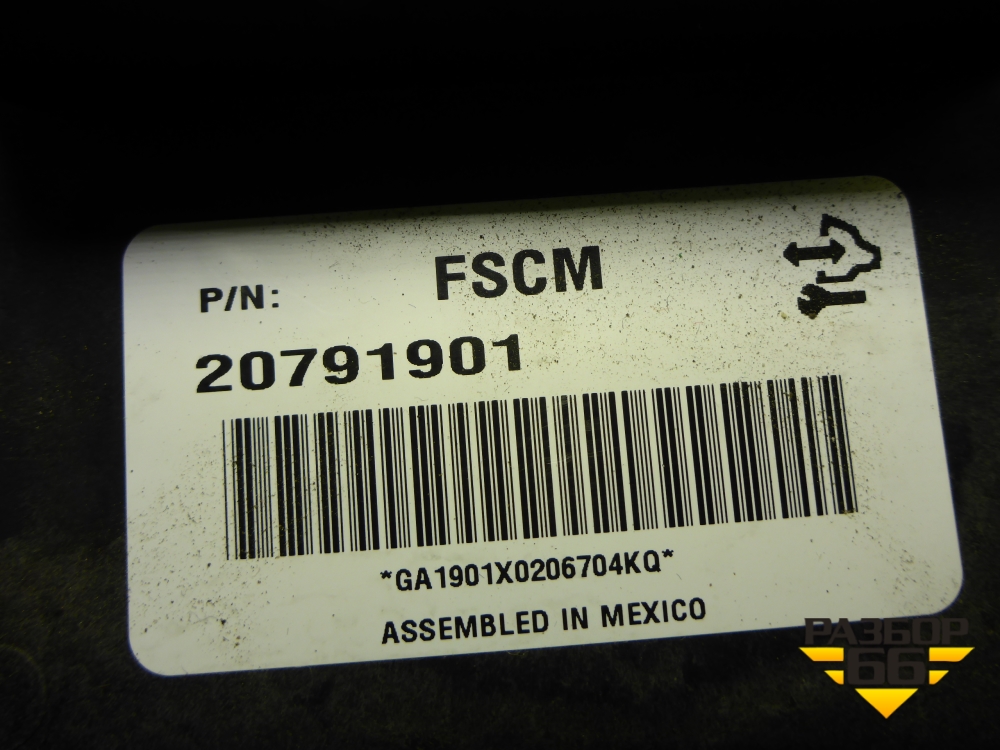 FSCM
P/N:
20791901
*GA1901X0206704KQ*
ASSEMBLED IN MEXICO
РАЗБОР
66